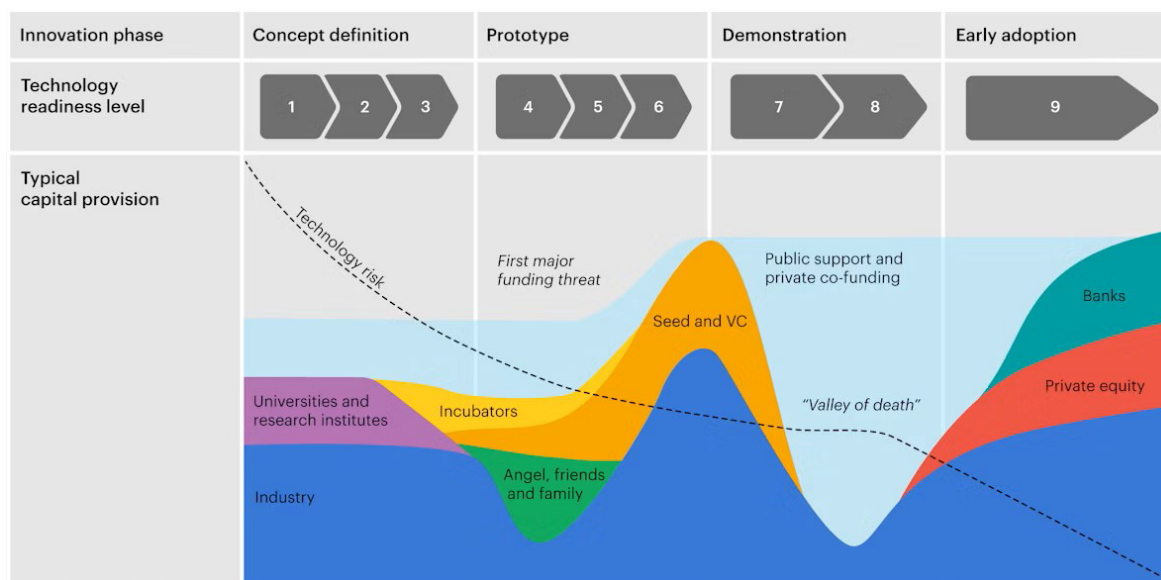 Innovation phase
Concept definition
Prototype
Demonstration
Early adoption
Technology
readiness level
1
2
3
4
5
6
7
8
9
Typical
capital provision
Technology risk
First major
funding threat
Public support and
private co-funding
Seed and VC
Banks
Private equity
Universities and
research institutes
Incubators
"Valley of death"
Angel, friends
and family
Industry